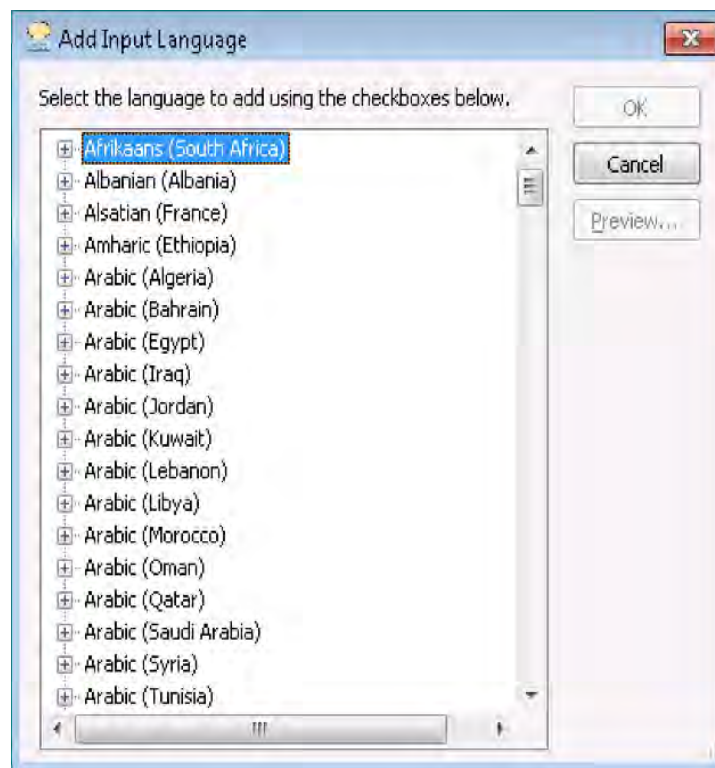 Add Input Language
Select the language to add using the checkboxes below.
OK
Cancel
Preview...
Afrikaans (South Africa)
Albanian (Albania)
Alsatian (France)
Amharic (Ethiopia)
Arabic (Algeria)
Arabic (Bahrain)
Arabic (Egypt)
Arabic (Iraq)
Arabic (Jordan)
Arabic (Kuwait)
Arabic (Lebanon)
Arabic (Libya)
Arabic (Morocco)
Arabic (Oman)
Arabic (Qatar)
Arabic (Saudi Arabia)
Arabic (Syria)
Arabic (Tunisia)